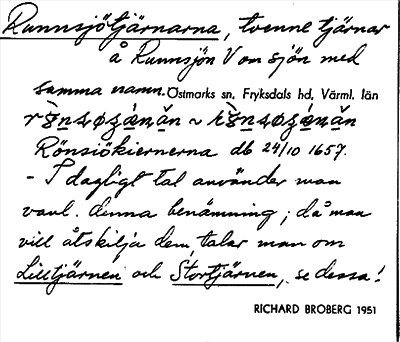 Runnsjötjärnarna, tvenne tjärnar
å Runnsjön V om sjön med
samma namn. Östmarks sn, Fryksdals hd, Värml. län
Rönsiökiernerna db 24/10 1657.
- I dagligt tal använder man
vanl. denna benämning; då man
vill åtskilja dem, talar man om
Lilltjärnen och Stortjärnen, se dessa!
RICHARD BROBERG 1951